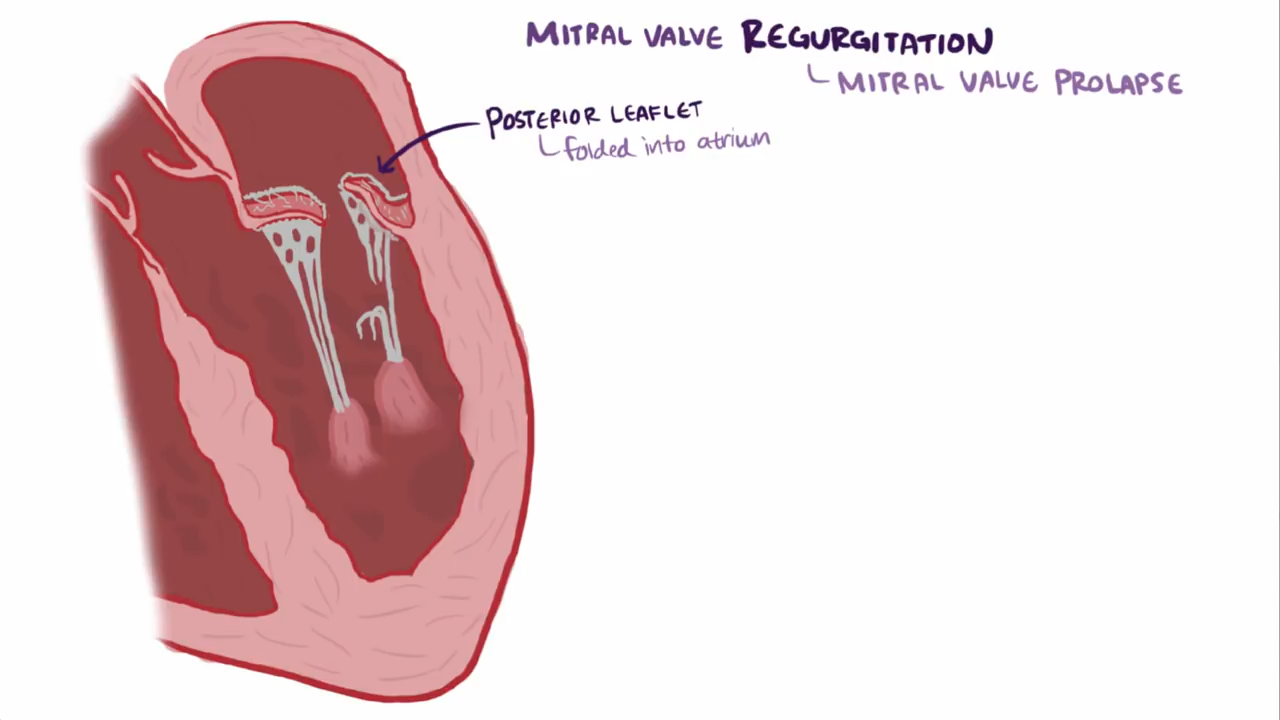 MITRAL VALVE REGURGITATION
MITRAL VALVE PROLAPSE
POSTERIOR LEAFLET
folded into atrium